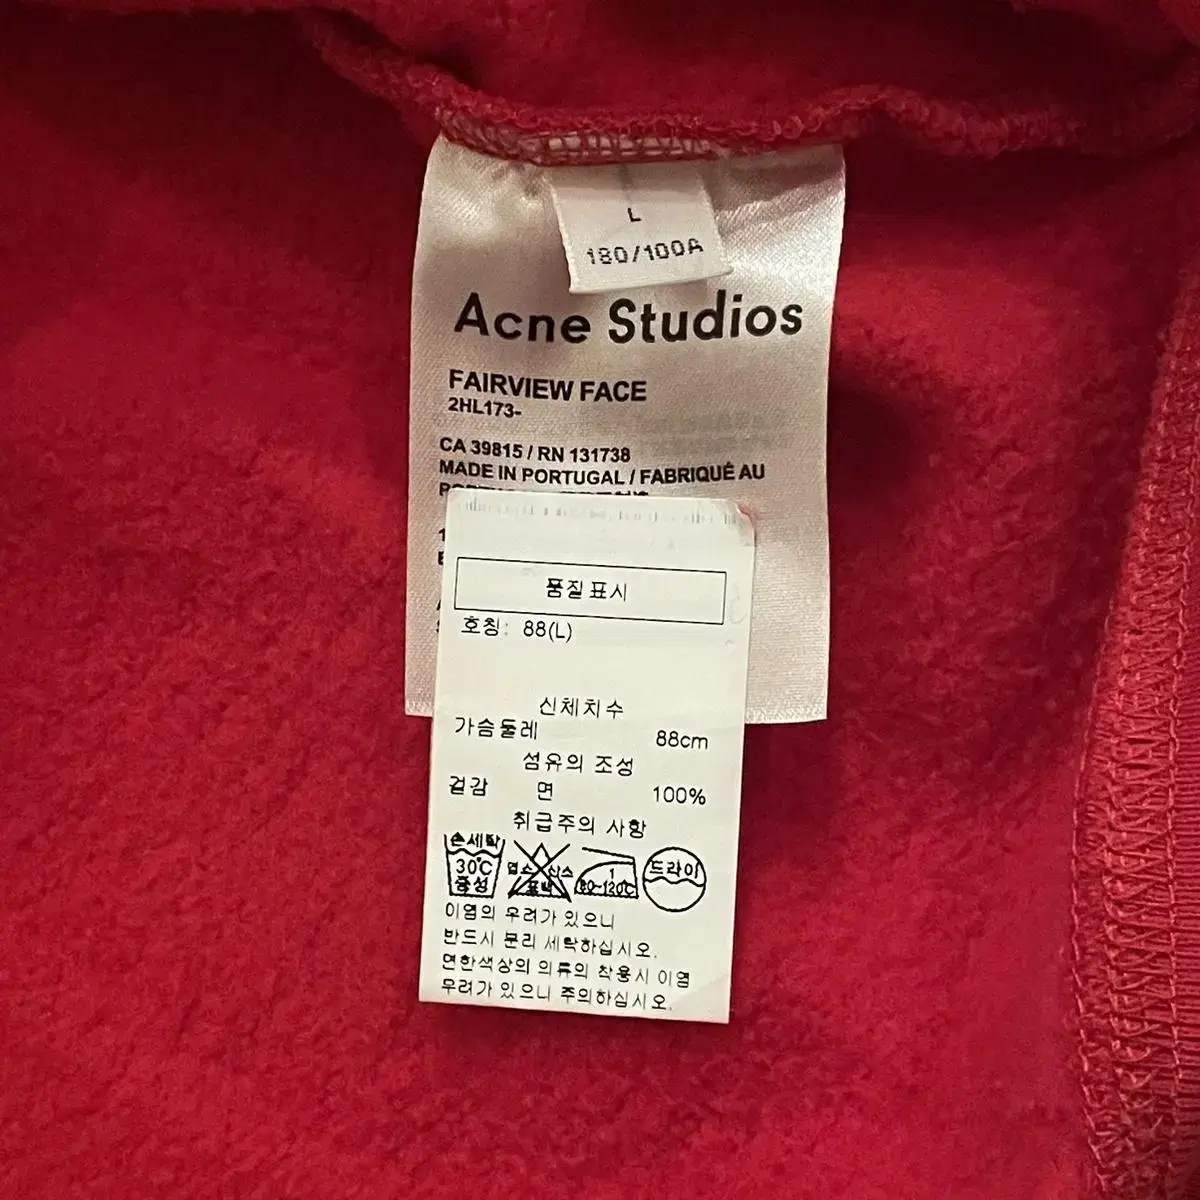 L
180/100A
Acne Studios
FAIRVIEW FACE
2HL173-
CA 39815 / RN 131738
MADE IN PORTUGAL / FABRIQUÉ AU
품질표시
호칭: 88(L)
신체치수
가슴둘레 88cm
섬유의 조성
겉감 면 100%
취급주의 사항
손세탁
30℃
중성
표백
1
80~120℃
드라이
이염의 우려가 있으니
반드시 분리 세탁하십시오.
연한색상의 의류의 착용시 이염
우려가 있으니 주의하십시오.